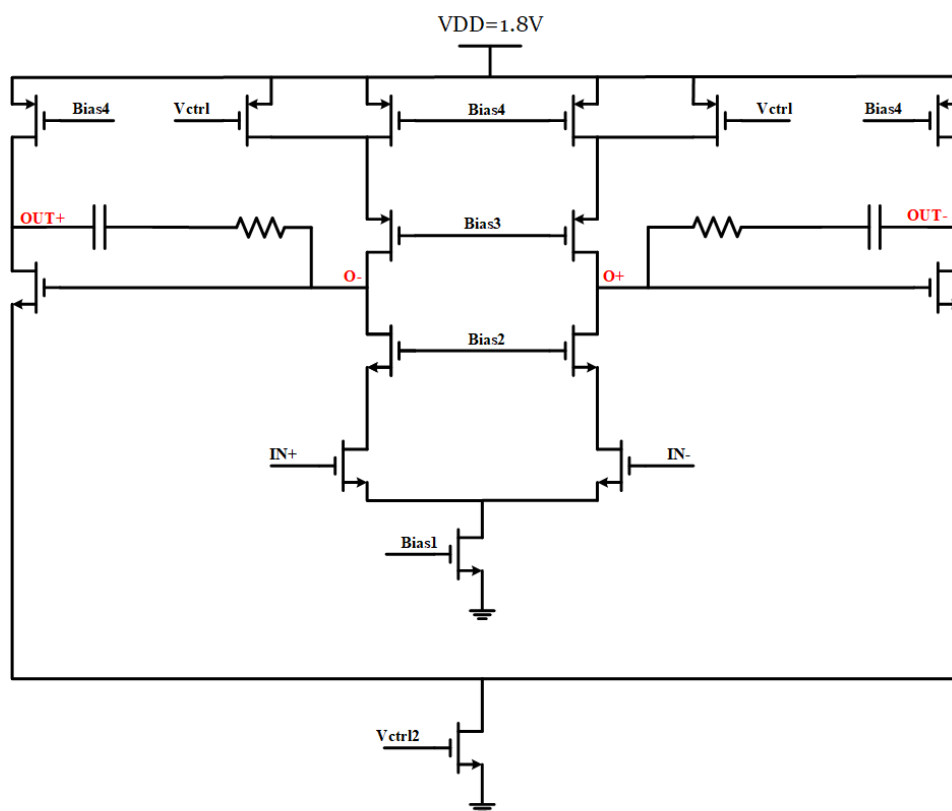 VDD=1.8V
Bias4
Vctrl
Bias4
Vctrl
Bias4
OUT+
Bias3
OUT-
O-
O+
Bias2
IN+
IN-
Bias1
Vctrl2